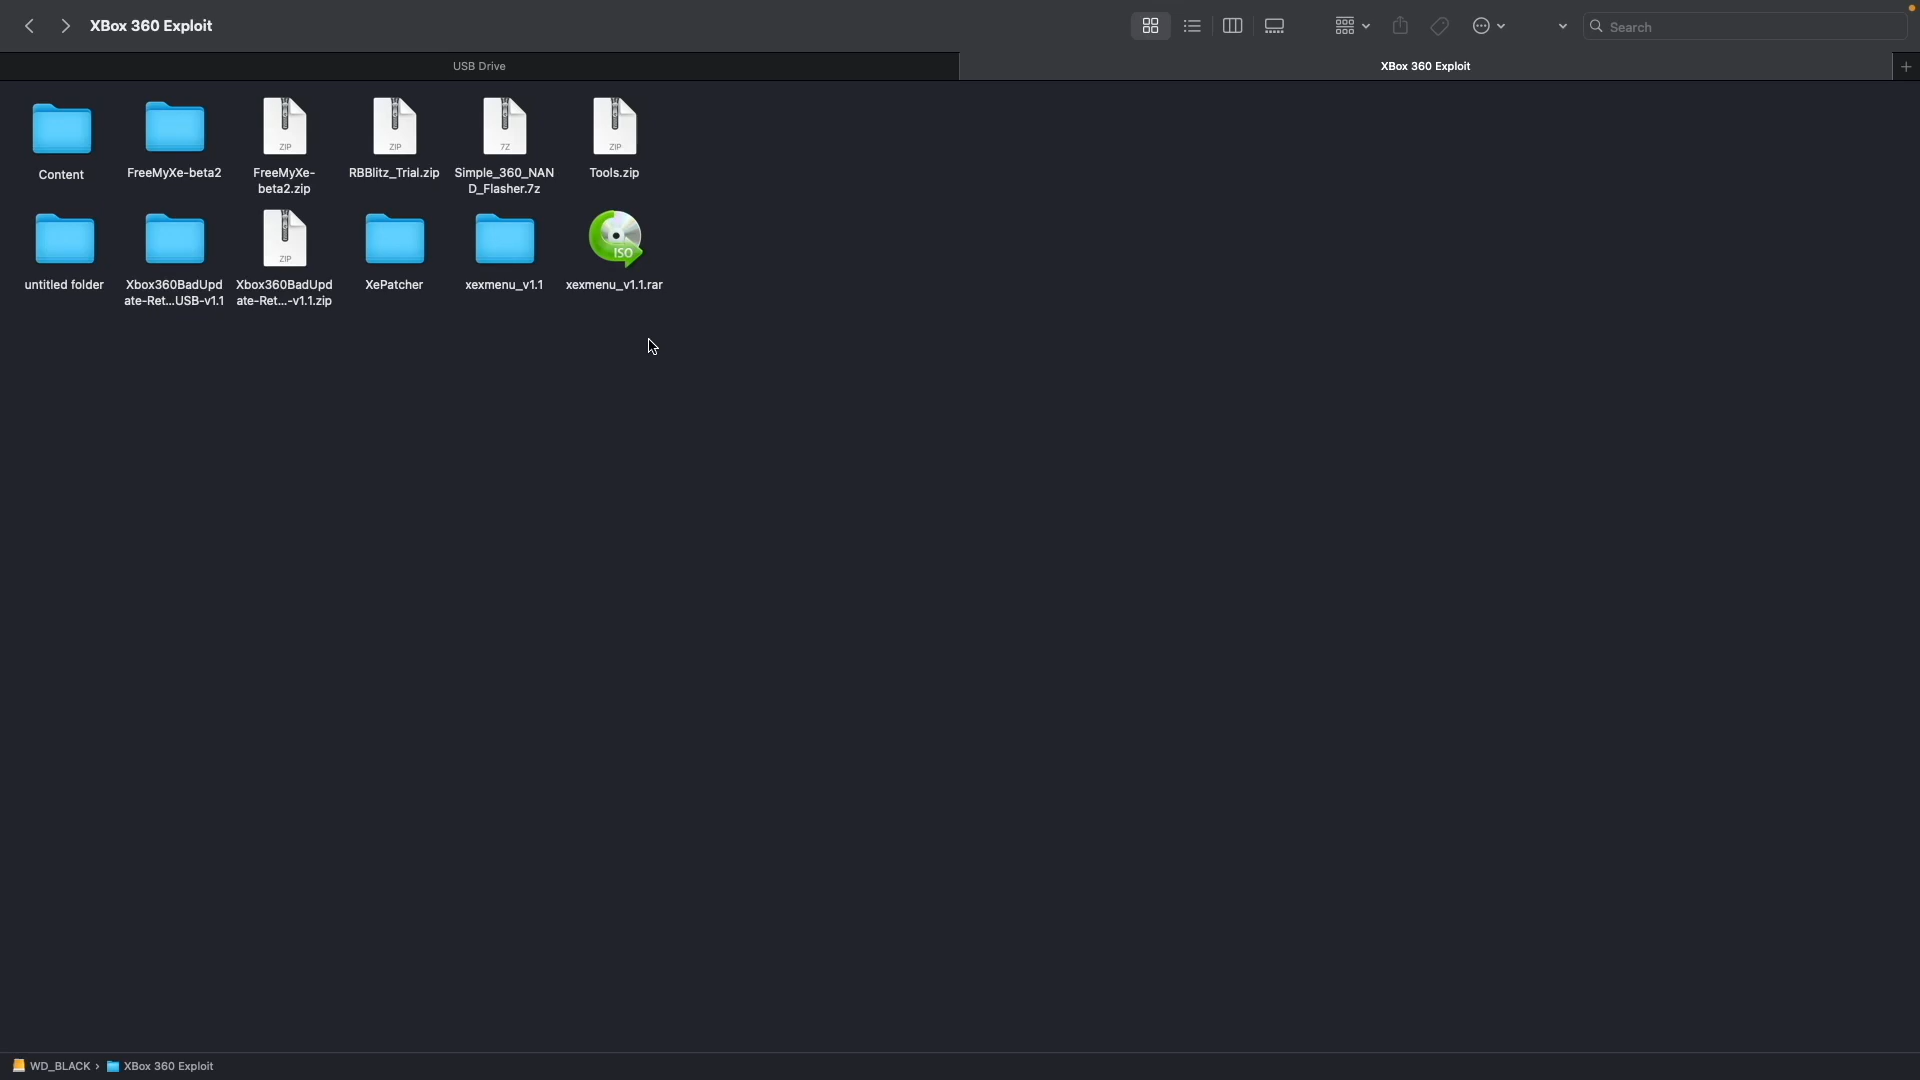 XBox 360 Exploit
Search
USB Drive
XBox 360 Exploit
Content
FreeMyXe-beta2
FreeMyXe-
beta2.zip
RBBlitz_Trial.zip
Simple_360_NAN
D_Flasher.7z
Tools.zip
ZIP
ZIP
7Z
ZIP
untitled folder
Xbox360BadUpd
ate-Ret...USB-v1.1
Xbox360BadUpd
ate-Ret...-v1.1.zip
XePatcher
xexmenu_v1.1
xexmenu_v1.1.rar
ZIP
ISO
WD_BLACK › XBox 360 Exploit